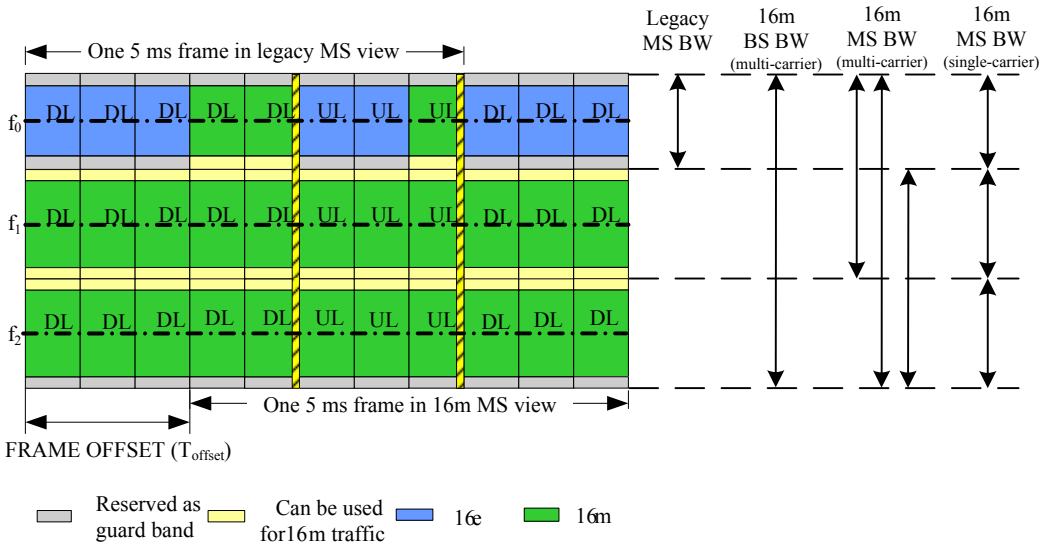 One 5 ms frame in legacy MS view
Legacy
MS BW
16m
BS BW
(multi-carrier)
16m
MS BW
(multi-carrier)
16m
MS BW
(single-carrier)
f0 DL DL DL DL DL UL UL UL DL DL DL
f1 DL DL DL DL DL UL UL UL DL DL DL
f2 DL DL DL DL DL UL UL UL DL DL DL
One 5 ms frame in 16m MS view
FRAME OFFSET (Toffset)
Reserved as
guard band
Can be used
for16m traffic
16e
16m